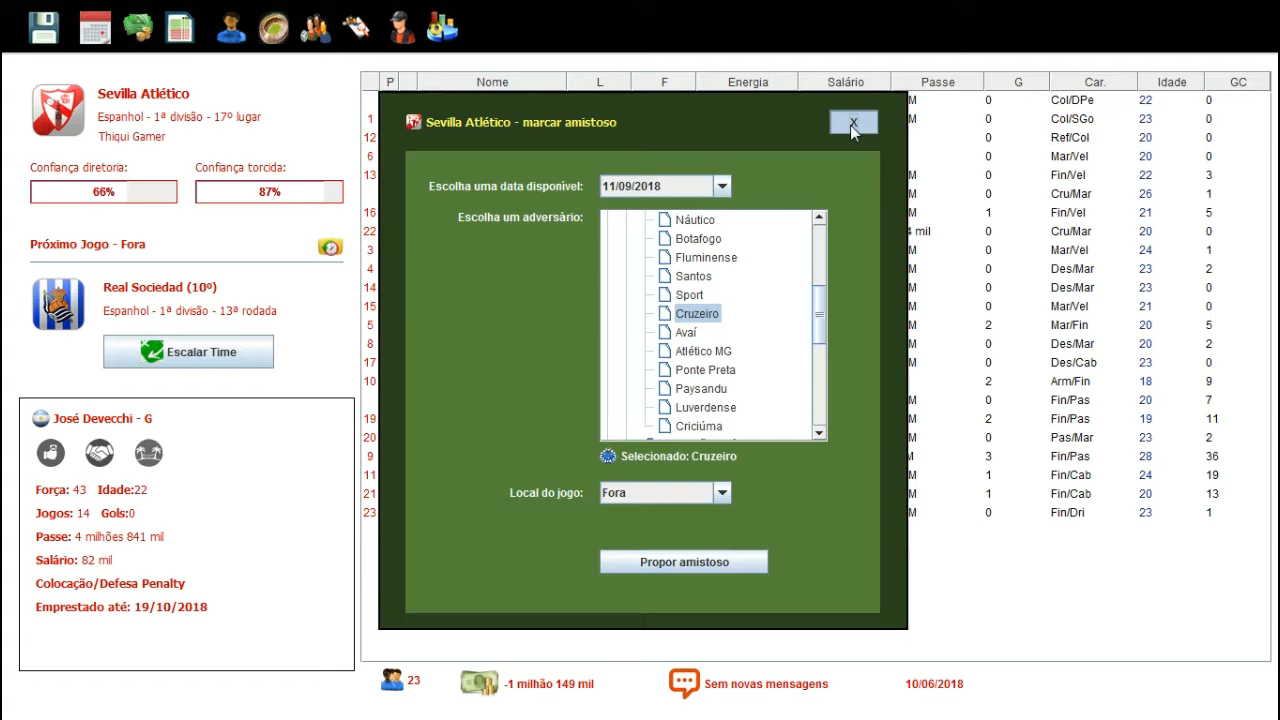 Sevilla Atlético
Espanhol - 1ª divisão - 17º lugar
Thiqui Gamer
Confiança diretoria:
Confiança torcida:
66%
87%
Próximo Jogo - Fora
Real Sociedad (10º)
Espanhol - 1ª divisão - 13ª rodada
Escalar Time
José Devecchi - G
Força: 43 Idade:22
Jogos: 14 Gols:0
Passe: 4 milhões 841 mil
Salário: 82 mil
Colocação/Defesa Penalty
Emprestado até: 19/10/2018
P Nome L F Energia Salário Passe G Car. Idade GC
M 0 Col/DPe 22 0
1 M 0 Col/SGo 23 0
12 0 Ref/Col 20 0
6 0 Mar/Vel 20 0
13 M 0 Fin/Vel 22 3
M 0 Cru/Mar 26 1
16 M 1 Fin/Vel 21 5
22 4 mil 0 Cru/Mar 20 0
3 M 0 Mar/Vel 24 1
4 M 0 Des/Mar 23 2
14 M 0 Des/Mar 23 0
15 M 0 Mar/Vel 21 0
5 M 2 Mar/Fin 20 5
8 M 0 Des/Mar 20 2
17 M 0 Des/Cab 23 0
10 2 Arm/Fin 18 9
M 0 Fin/Pas 20 7
19 M 2 Fin/Pas 19 11
20 M 0 Pas/Mar 23 2
9 M 3 Fin/Pas 28 36
11 M 1 Fin/Cab 24 19
21 M 1 Fin/Cab 20 13
23 M 0 Fin/Dri 23 1
Sevilla Atlético - marcar amistoso
X
Escolha uma data disponível: 11/09/2018
Escolha um adversário:
Náutico
Botafogo
Fluminense
Santos
Sport
Cruzeiro
Avaí
Atlético MG
Ponte Preta
Paysandu
Luverdense
Criciúma
Selecionado: Cruzeiro
Local do jogo: Fora
Propor amistoso
23
-1 milhão 149 mil
Sem novas mensagens
10/06/2018